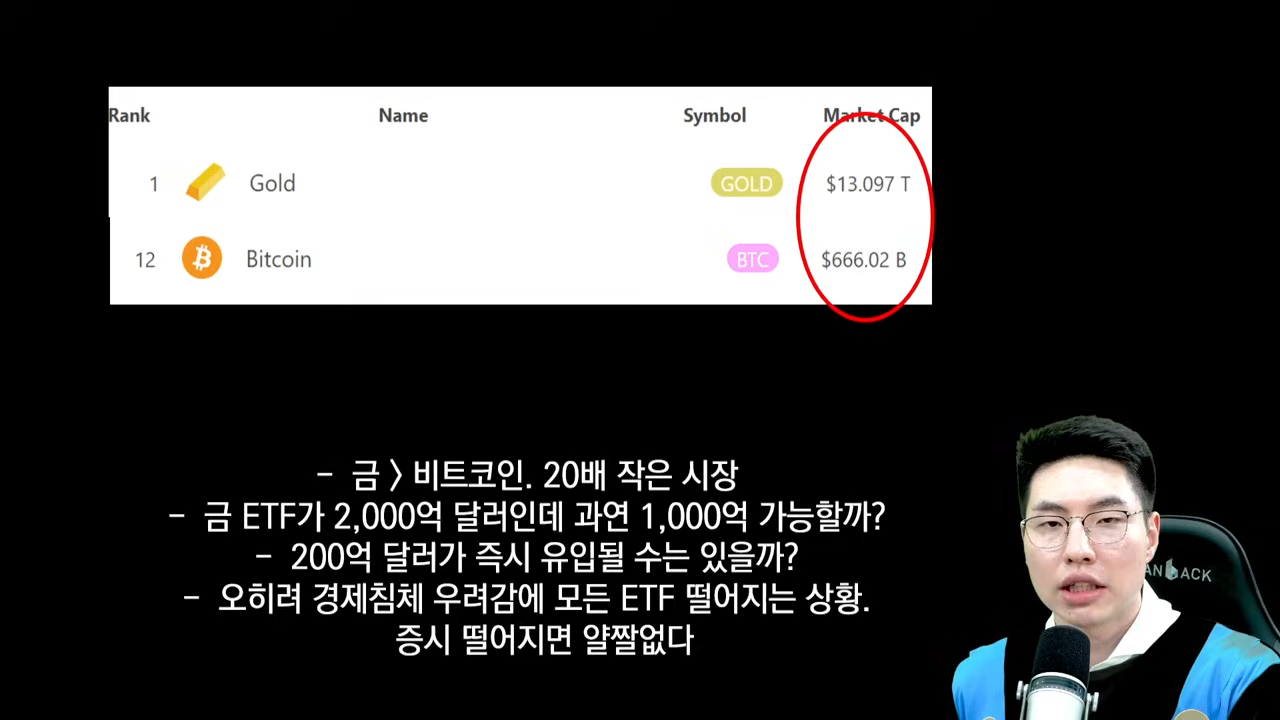 Rank Name Symbol Market Cap
1 Gold GOLD $13.097 T
12 Bitcoin BTC $666.02 B
- 금 > 비트코인. 20배 작은 시장
- 금 ETF가 2,000억 달러인데 과연 1,000억 가능할까?
- 200억 달러가 즉시 유입될 수는 있을까?
- 오히려 경제침체 우려감에 모든 ETF 떨어지는 상황.
증시 떨어지면 얄짤없다